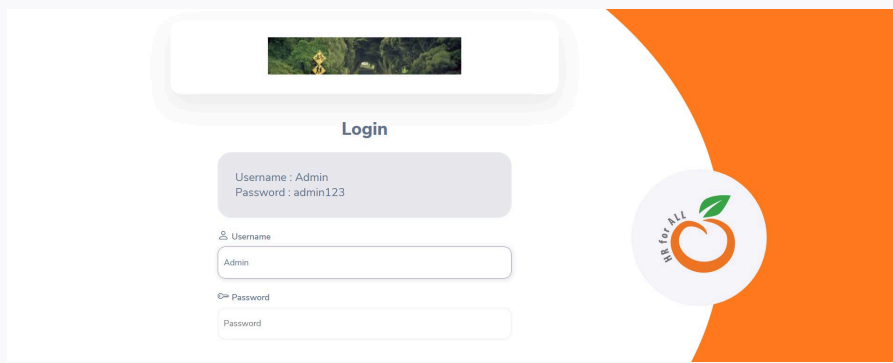 Login
Username : Admin
Password : admin123
Username
Admin
Password
Password
HR for ALL